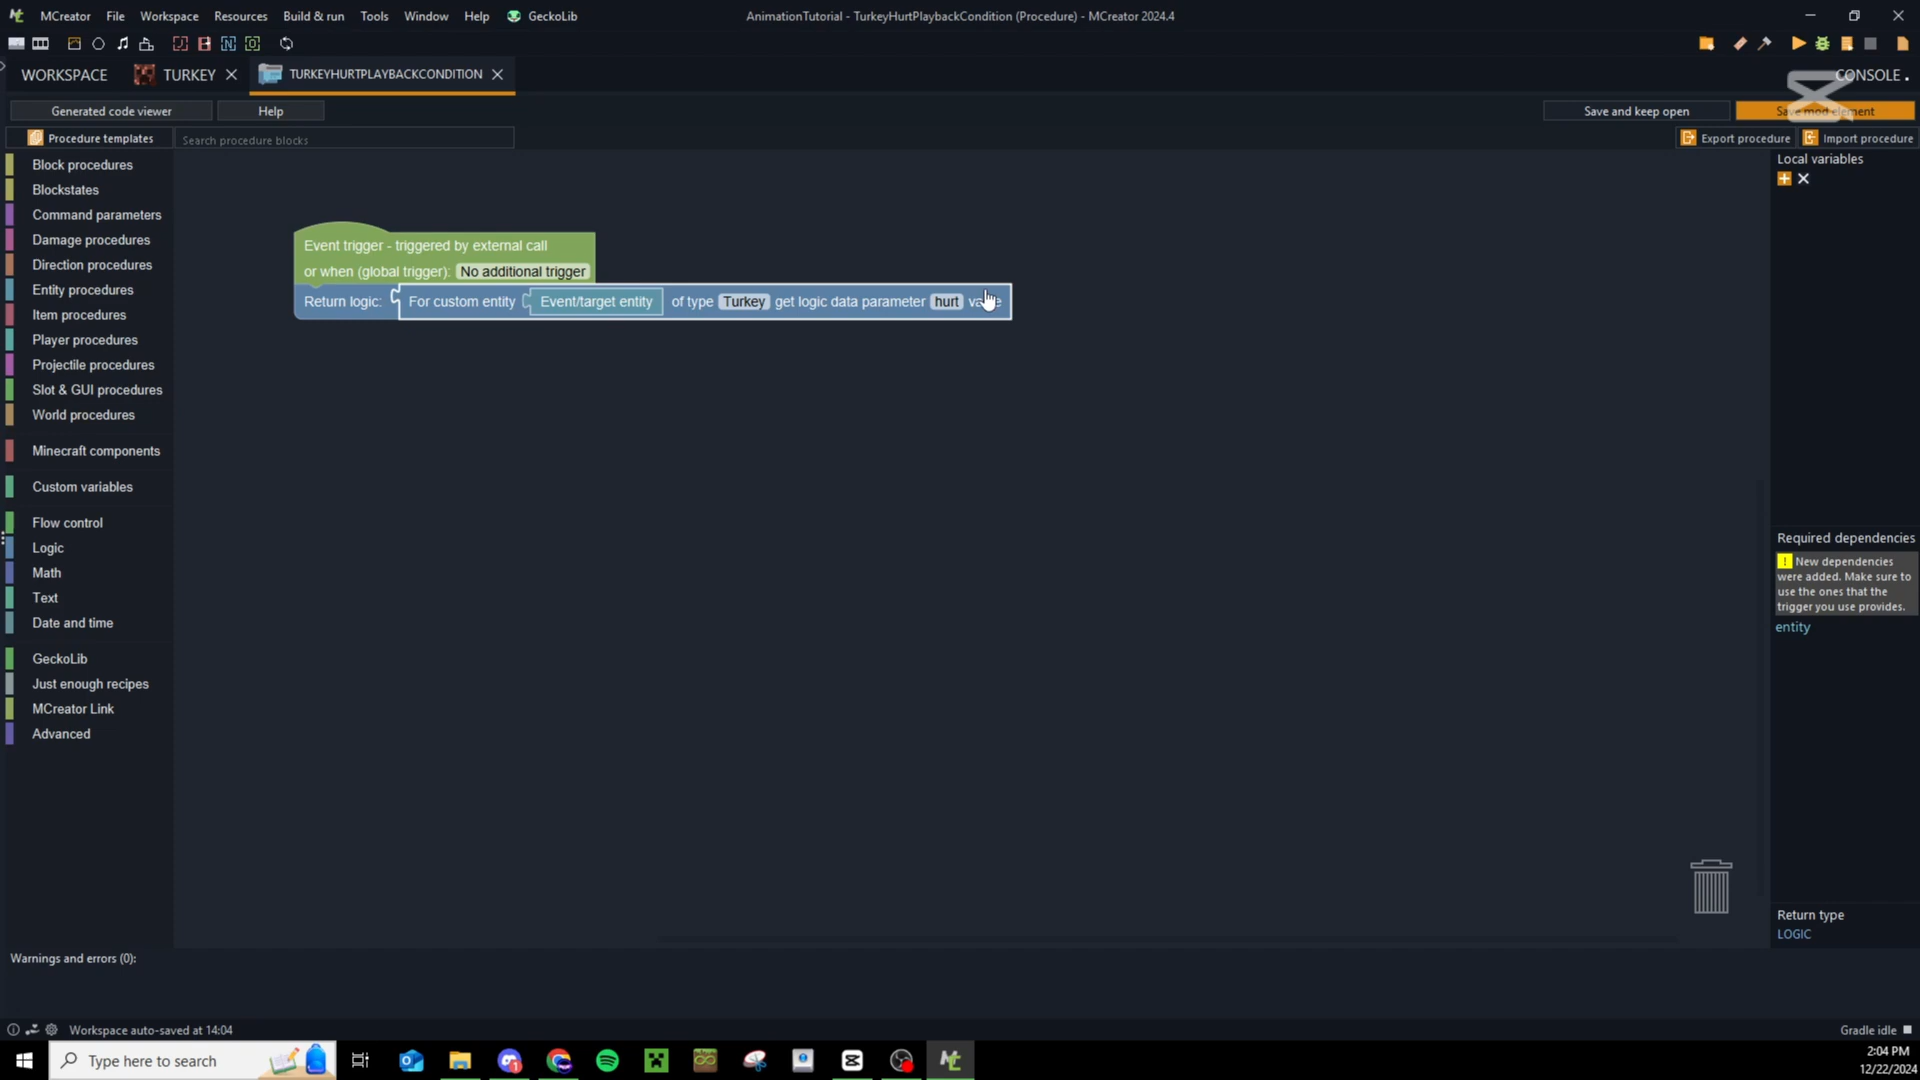 MCreator File Workspace Resources Build & run Tools Window Help GeckoLib
AnimationTutorial - TurkeyHurtPlaybackCondition (Procedure) - MCreator 2024.4
WORKSPACE TURKEY TURKEYHURTPLAYBACKCONDITION
CONSOLE
Generated code viewer Help
Save and keep open Save mod element
Procedure templates Search procedure blocks
Export procedure Import procedure
Block procedures
Blockstates
Command parameters
Damage procedures
Direction procedures
Entity procedures
Item procedures
Player procedures
Projectile procedures
Slot & GUI procedures
World procedures
Minecraft components
Custom variables
Flow control
Logic
Math
Text
Date and time
GeckoLib
Just enough recipes
MCreator Link
Advanced
Event trigger - triggered by external call
or when (global trigger): No additional trigger
Return logic: For custom entity Event/target entity of type Turkey get logic data parameter hurt value
Local variables
Required dependencies
! New dependencies
were added. Make sure to
use the ones that the
trigger you use provides.
entity
Return type
LOGIC
Warnings and errors (0):
Workspace auto-saved at 14:04
Gradle idle
Type here to search
2:04 PM
12/22/2024